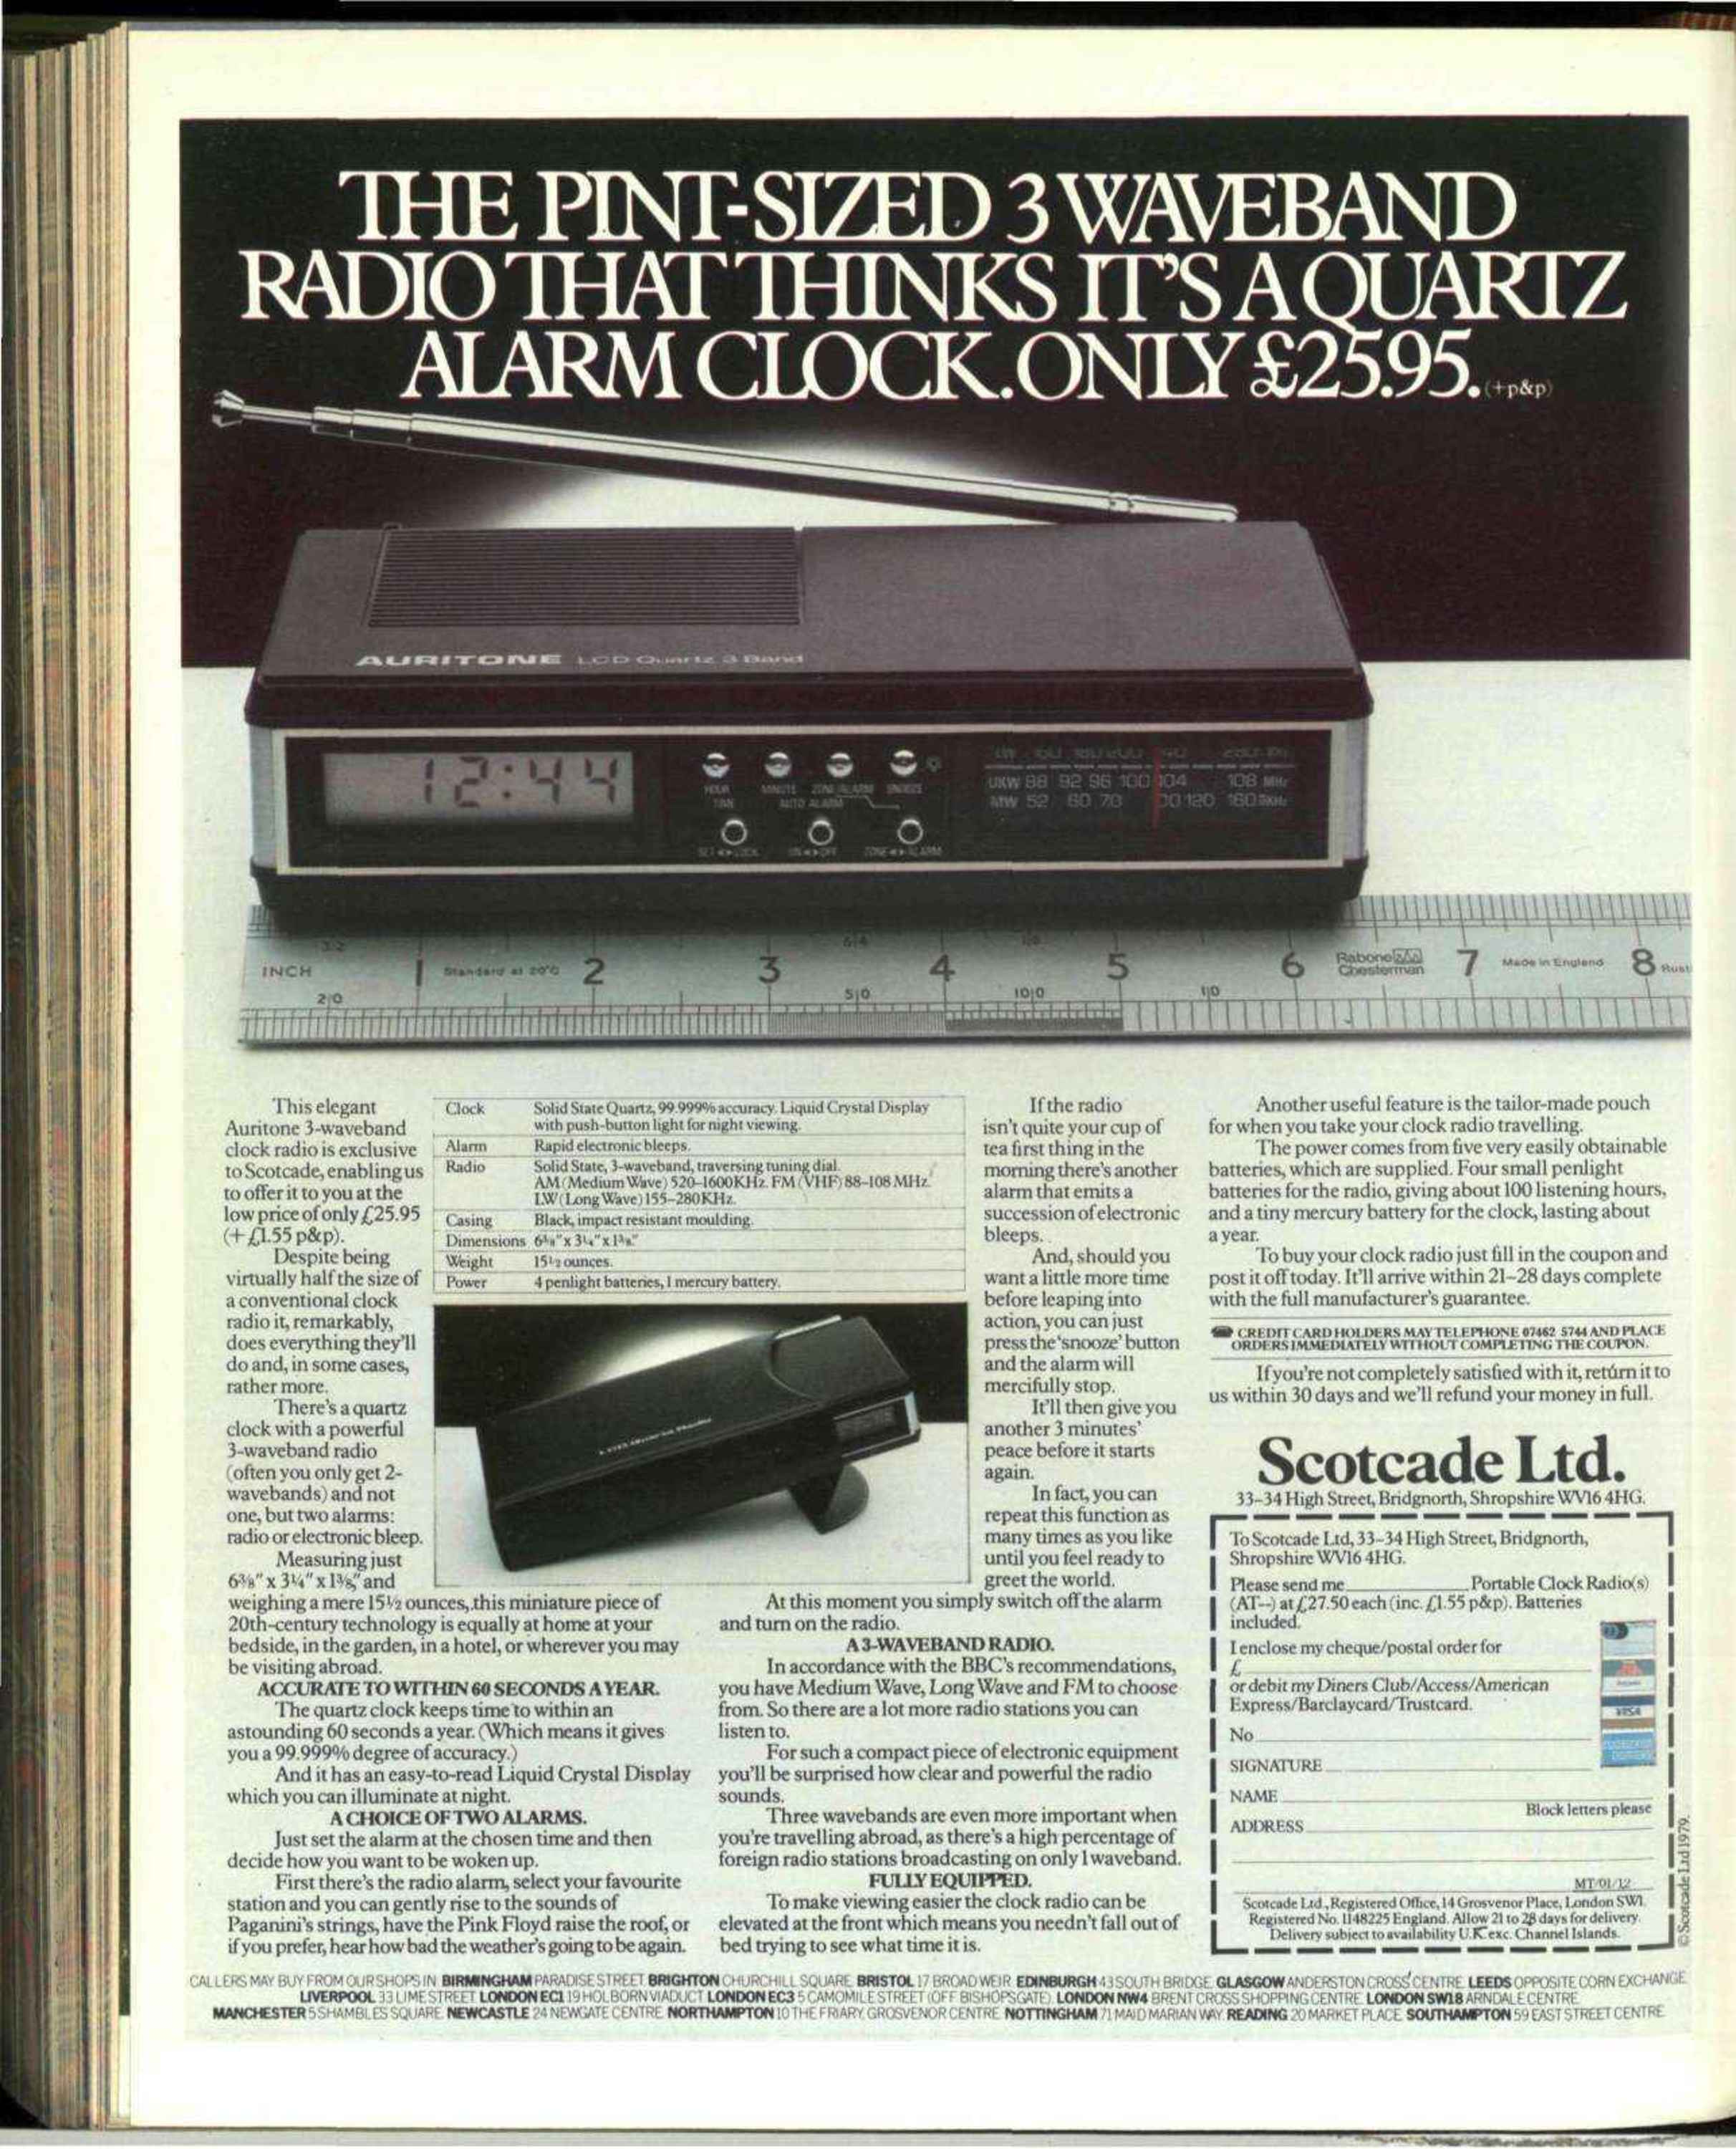 THE PINT-SIZED 3 WAVEBAND
RADIO THAT THINKS IT'S A QUARTZ
ALARM CLOCK. ONLY £25.95. (+p&p)
AURITONE LCD Quartz 3 Band
12:44
HOUR MINUTE ZONE/ALARM SNOOZE
AUTO ALARM
SET LOCK ON OFF ZONE ALARM
UKW 88 92 96 100 104 108 MHz
MW 52 60 70 120 160
INCH 1 Standard at 20°C 2 3 4 5 6 Rabone Chesterman 7 Made in England 8
This elegant
Auritone 3-waveband
clock radio is exclusive
to Scotcade, enabling us
to offer it to you at the
low price of only £25.95
(+ £1.55 p&p).
Despite being
virtually half the size of
a conventional clock
radio it, remarkably,
does everything they'll
do and, in some cases,
rather more.
There's a quartz
clock with a powerful
3-waveband radio
(often you only get 2-
wavebands) and not
one, but two alarms:
radio or electronic bleep.
Measuring just
6⅜" x 3¼" x 1⅜," and
weighing a mere 15½ ounces, this miniature piece of
20th-century technology is equally at home at your
bedside, in the garden, in a hotel, or wherever you may
be visiting abroad.
ACCURATE TO WITHIN 60 SECONDS A YEAR.
The quartz clock keeps time to within an
astounding 60 seconds a year. (Which means it gives
you a 99.999% degree of accuracy.)
And it has an easy-to-read Liquid Crystal Display
which you can illuminate at night.
A CHOICE OF TWO ALARMS.
Just set the alarm at the chosen time and then
decide how you want to be woken up.
First there's the radio alarm, select your favourite
station and you can gently rise to the sounds of
Paganini's strings, have the Pink Floyd raise the roof, or
if you prefer, hear how bad the weather's going to be again.
Clock Solid State Quartz, 99.999% accuracy. Liquid Crystal Display
with push-button light for night viewing.
Alarm Rapid electronic bleeps.
Radio Solid State, 3-waveband, traversing tuning dial.
AM (Medium Wave) 520-1600KHz. FM (VHF) 88-108 MHz.
LW (Long Wave) 155-280KHz.
Casing Black, impact resistant moulding.
Dimensions 6⅜" x 3¼" x 1⅜."
Weight 15½ ounces.
Power 4 penlight batteries, 1 mercury battery.
If the radio
isn't quite your cup of
tea first thing in the
morning there's another
alarm that emits a
succession of electronic
bleeps.
And, should you
want a little more time
before leaping into
action, you can just
press the 'snooze' button
and the alarm will
mercifully stop.
It'll then give you
another 3 minutes'
peace before it starts
again.
In fact, you can
repeat this function as
many times as you like
until you feel ready to
greet the world.
At this moment you simply switch off the alarm
and turn on the radio.
A 3-WAVEBAND RADIO.
In accordance with the BBC's recommendations,
you have Medium Wave, Long Wave and FM to choose
from. So there are a lot more radio stations you can
listen to.
For such a compact piece of electronic equipment
you'll be surprised how clear and powerful the radio
sounds.
Three wavebands are even more important when
you're travelling abroad, as there's a high percentage of
foreign radio stations broadcasting on only 1 waveband.
FULLY EQUIPPED.
To make viewing easier the clock radio can be
elevated at the front which means you needn't fall out of
bed trying to see what time it is.
Another useful feature is the tailor-made pouch
for when you take your clock radio travelling.
The power comes from five very easily obtainable
batteries, which are supplied. Four small penlight
batteries for the radio, giving about 100 listening hours,
and a tiny mercury battery for the clock, lasting about
a year.
To buy your clock radio just fill in the coupon and
post it off today. It'll arrive within 21-28 days complete
with the full manufacturer's guarantee.
CREDIT CARD HOLDERS MAY TELEPHONE 07462 5744 AND PLACE
ORDERS IMMEDIATELY WITHOUT COMPLETING THE COUPON.
If you're not completely satisfied with it, return it to
us within 30 days and we'll refund your money in full.
Scotcade Ltd.
33-34 High Street, Bridgnorth, Shropshire WV16 4HG.
To Scotcade Ltd, 33-34 High Street, Bridgnorth,
Shropshire WV16 4HG.
Please send me Portable Clock Radio(s)
(AT--) at £27.50 each (inc. £1.55 p&p). Batteries
included.
I enclose my cheque/postal order for
£
or debit my Diners Club/Access/American
Express/Barclaycard/Trustcard.
No
SIGNATURE
NAME
Block letters please
ADDRESS
MT/01/12
Scotcade Ltd., Registered Office, 14 Grosvenor Place, London SW1.
Registered No. 1148225 England. Allow 21 to 28 days for delivery.
Delivery subject to availability U.K. exc. Channel Islands.
VISA
© Scotcade Ltd 1979.
CALLERS MAY BUY FROM OUR SHOPS IN BIRMINGHAM PARADISE STREET. BRIGHTON CHURCHILL SQUARE. BRISTOL 17 BROAD WEIR. EDINBURGH 43 SOUTH BRIDGE. GLASGOW ANDERSTON CROSS CENTRE. LEEDS OPPOSITE CORN EXCHANGE.
LIVERPOOL 33 LIME STREET. LONDON EC1 19 HOLBORN VIADUCT. LONDON EC3 5 CAMOMILE STREET (OFF BISHOPSGATE). LONDON NW4 BRENT CROSS SHOPPING CENTRE. LONDON SW18 ARNDALE CENTRE.
MANCHESTER 5 SHAMBLES SQUARE. NEWCASTLE 24 NEWGATE CENTRE. NORTHAMPTON 10 THE FRIARY, GROSVENOR CENTRE. NOTTINGHAM 71 MAID MARIAN WAY. READING 20 MARKET PLACE. SOUTHAMPTON 59 EAST STREET CENTRE.